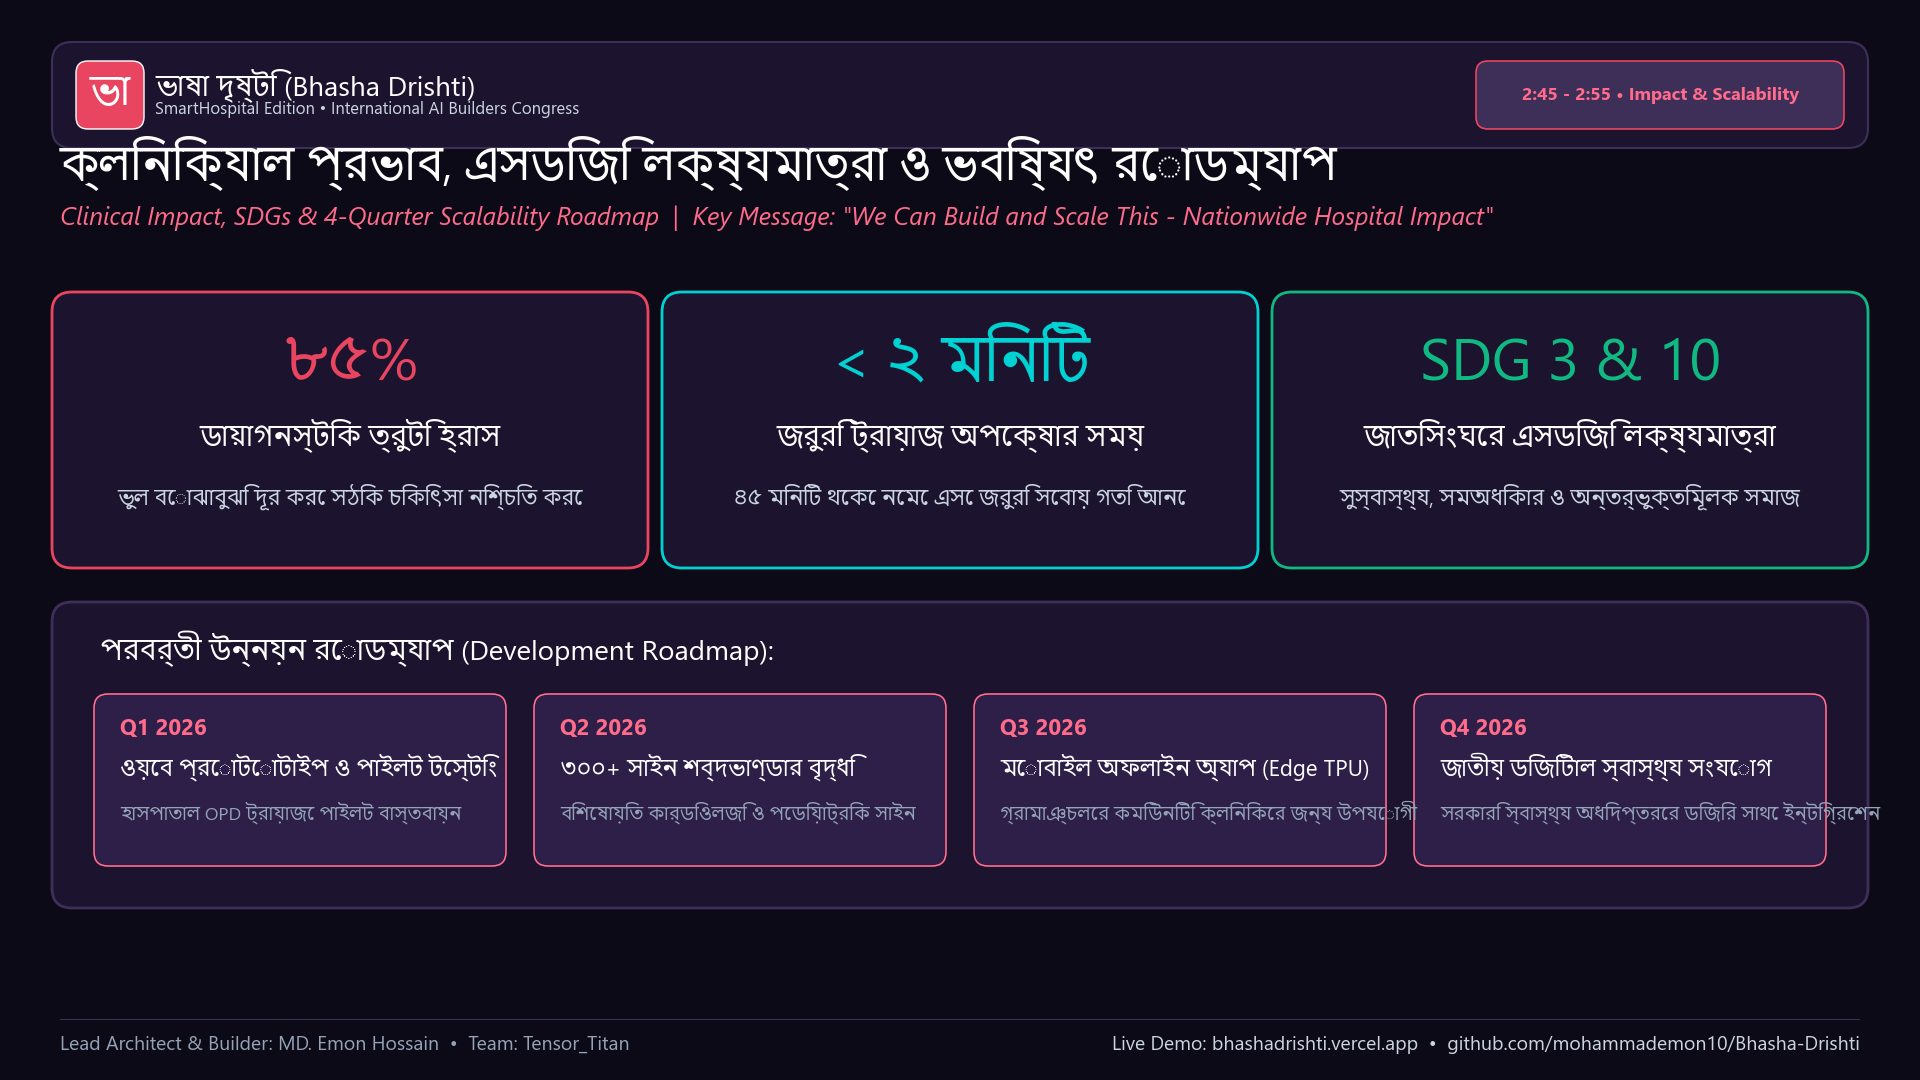 ভা
ভাষা দৃষ্টি (Bhasha Drishti)
SmartHospital Edition • International AI Builders Congress
2:45 - 2:55 • Impact & Scalability
ক্লিনিক্যাল প্রভাব, এসডিজি লক্ষ্যমাত্রা ও ভবিষ্যৎ রোডম্যাপ
Clinical Impact, SDGs & 4-Quarter Scalability Roadmap | Key Message: "We Can Build and Scale This - Nationwide Hospital Impact"
৮৫%
ডায়াগনস্টিক ত্রুটি হ্রাস
ভুল বোঝাবুঝি দূর করে সঠিক চিকিৎসা নিশ্চিত করে
< ২ মিনিট
জরুরি ট্রায়াজ অপেক্ষার সময়
৪৫ মিনিট থেকে নেমে এসে জরুরি সেবায় গতি আনে
SDG 3 & 10
জাতিসংঘের এসডিজি লক্ষ্যমাত্রা
সুস্বাস্থ্য, সমঅধিকার ও অন্তর্ভুক্তিমূলক সমাজ
পরবর্তী উন্নয়ন রোডম্যাপ (Development Roadmap):
Q1 2026
ওয়েব প্রোটোটাইপ ও পাইলট টেস্টিং
হাসপাতাল OPD ট্রায়াজে পাইলট বাস্তবায়ন
Q2 2026
৩০০+ সাইন শব্দভাণ্ডার বৃদ্ধি
বিশেষায়িত কার্ডিওলজি ও পেডিয়াট্রিক সাইন
Q3 2026
মোবাইল অফলাইন অ্যাপ (Edge TPU)
গ্রামাঞ্চলের কমিউনিটি ক্লিনিকের জন্য উপযোগী
Q4 2026
জাতীয় ডিজিটাল স্বাস্থ্য সংযোগ
সরকারি স্বাস্থ্য অধিদপ্তরের ডিজির সাথে ইন্টিগ্রেশন
Lead Architect & Builder: MD. Emon Hossain • Team: Tensor_Titan
Live Demo: bhashadrishti.vercel.app • github.com/mohammademon10/Bhasha-Drishti